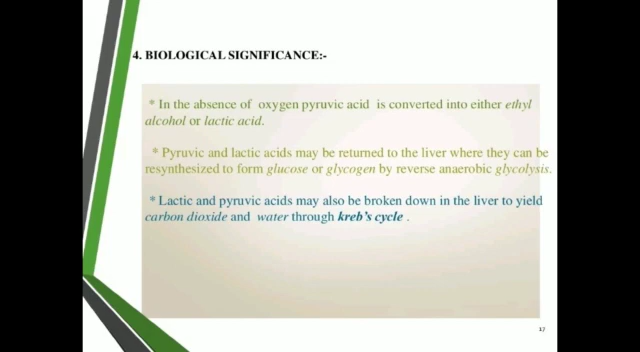 4. BIOLOGICAL SIGNIFICANCE:-
* In the absence of oxygen pyruvic acid is converted into either ethyl
alcohol or lactic acid.
* Pyruvic and lactic acids may be returned to the liver where they can be
resynthesized to form glucose or glycogen by reverse anaerobic glycolysis.
* Lactic and pyruvic acids may also be broken down in the liver to yield
carbon dioxide and water through kreb's cycle .
17